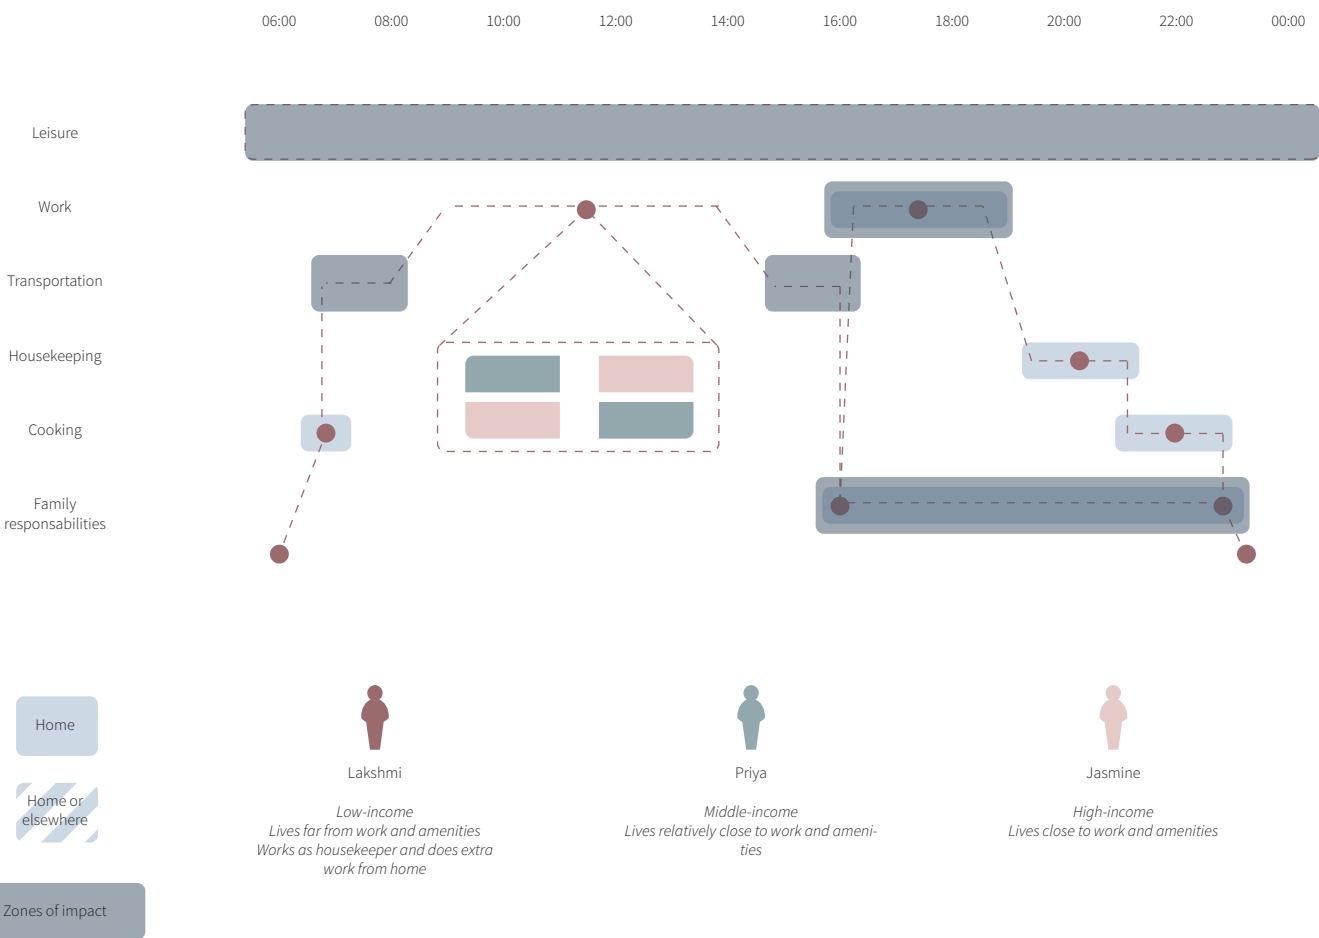 06:00 08:00 10:00 12:00 14:00 16:00 18:00 20:00 22:00 00:00
Leisure
Work
Transportation
Housekeeping
Cooking
Family
responsabilities
Home
Home or
elsewhere
Zones of impact
Lakshmi
Low-income
Lives far from work and amenities
Works as housekeeper and does extra
work from home
Priya
Middle-income
Lives relatively close to work and ameni-
ties
Jasmine
High-income
Lives close to work and amenities